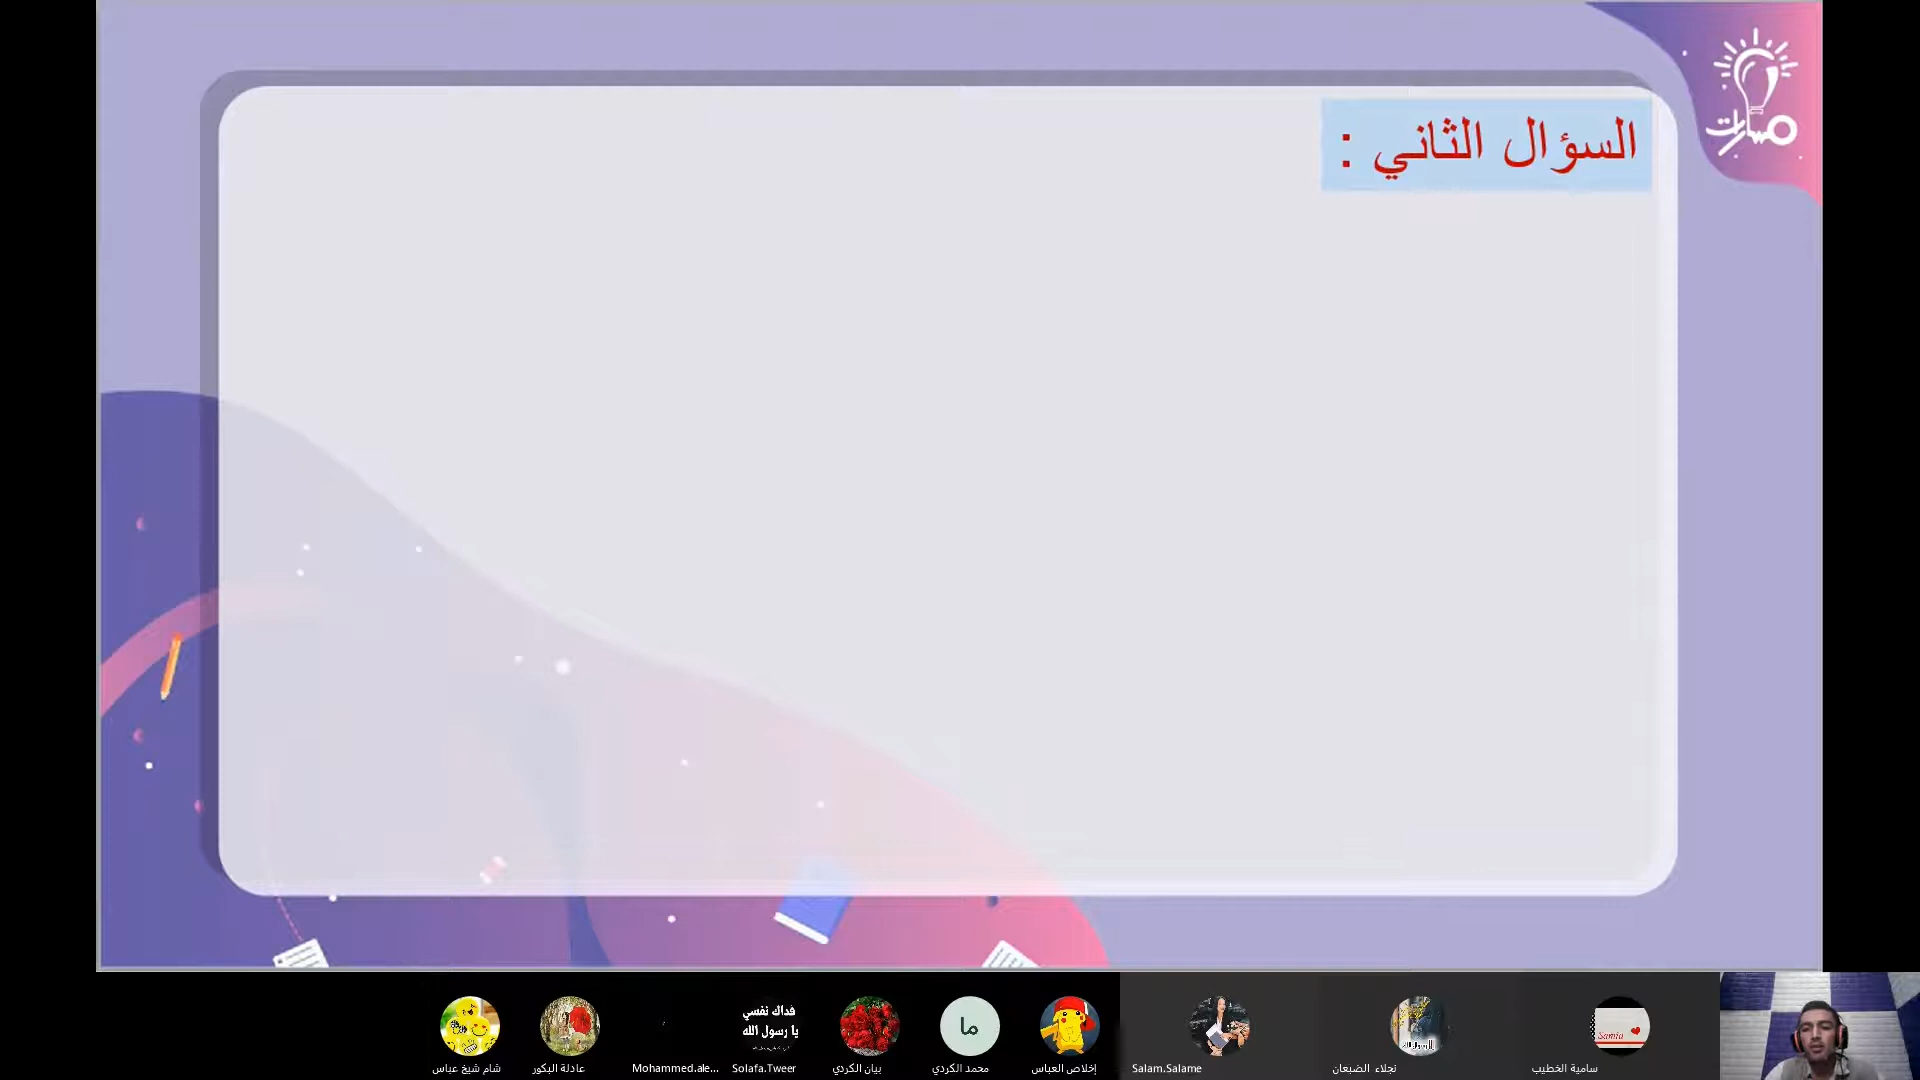 مسارات
السؤال الثاني :
فداك نفسي
يا رسول الله
ما
Samia
شام شيخ عباس
عادلة البكور
Mohammed.ale...
Solafa.Tweer
بيان الكردي
محمد الكردي
إخلاص العباس
Salam.Salame
نجلاء الضبعان
سامية الخطيب